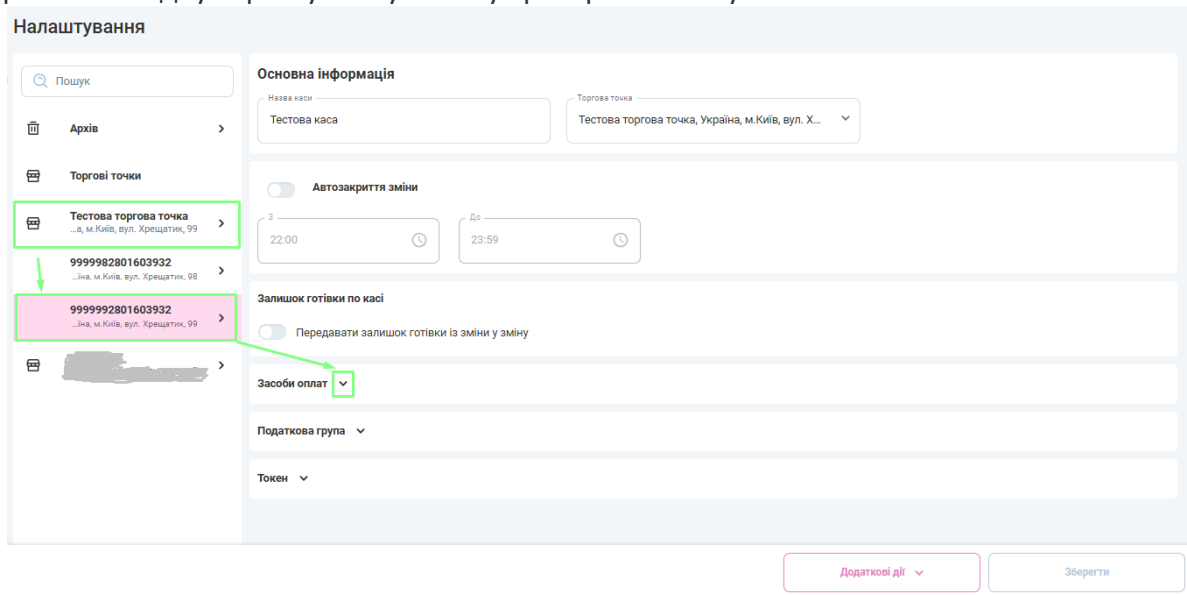 Налаштування
Пошук
Архів
Торгові точки
Тестова торгова точка
...а, м.Київ, вул. Хрещатик, 99
9999982801603932
...їна, м.Київ, вул. Хрещатик, 98
9999992801603932
...їна, м.Київ, вул. Хрещатик, 99
Основна інформація
Назва каси
Тестова каса
Торгова точка
Тестова торгова точка, Україна, м.Київ, вул. Х...
Автозакриття зміни
З
22:00
До
23:59
Залишок готівки по касі
Передавати залишок готівки із зміни у зміну
Засоби оплат
Податкова група
Токен
Додаткові дії
Зберегти